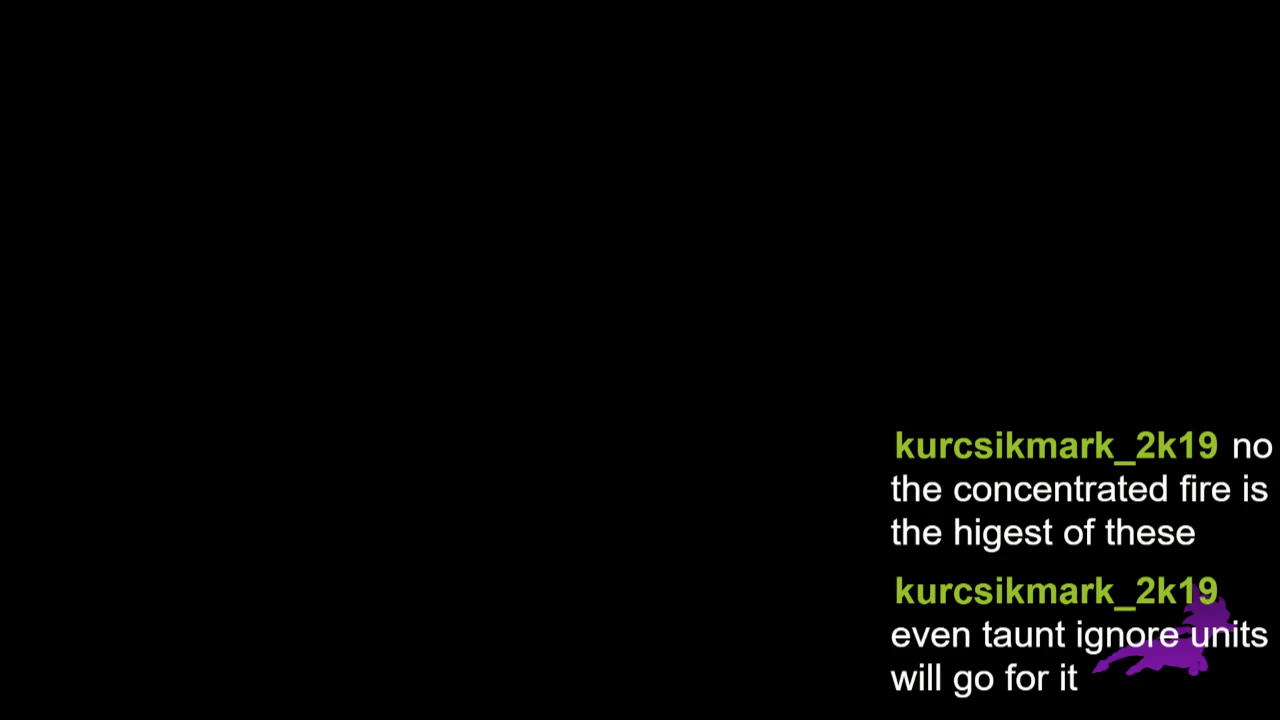 kurcsikmark_2k19 no
the concentrated fire is
the higest of these
kurcsikmark_2k19
even taunt ignore units
will go for it